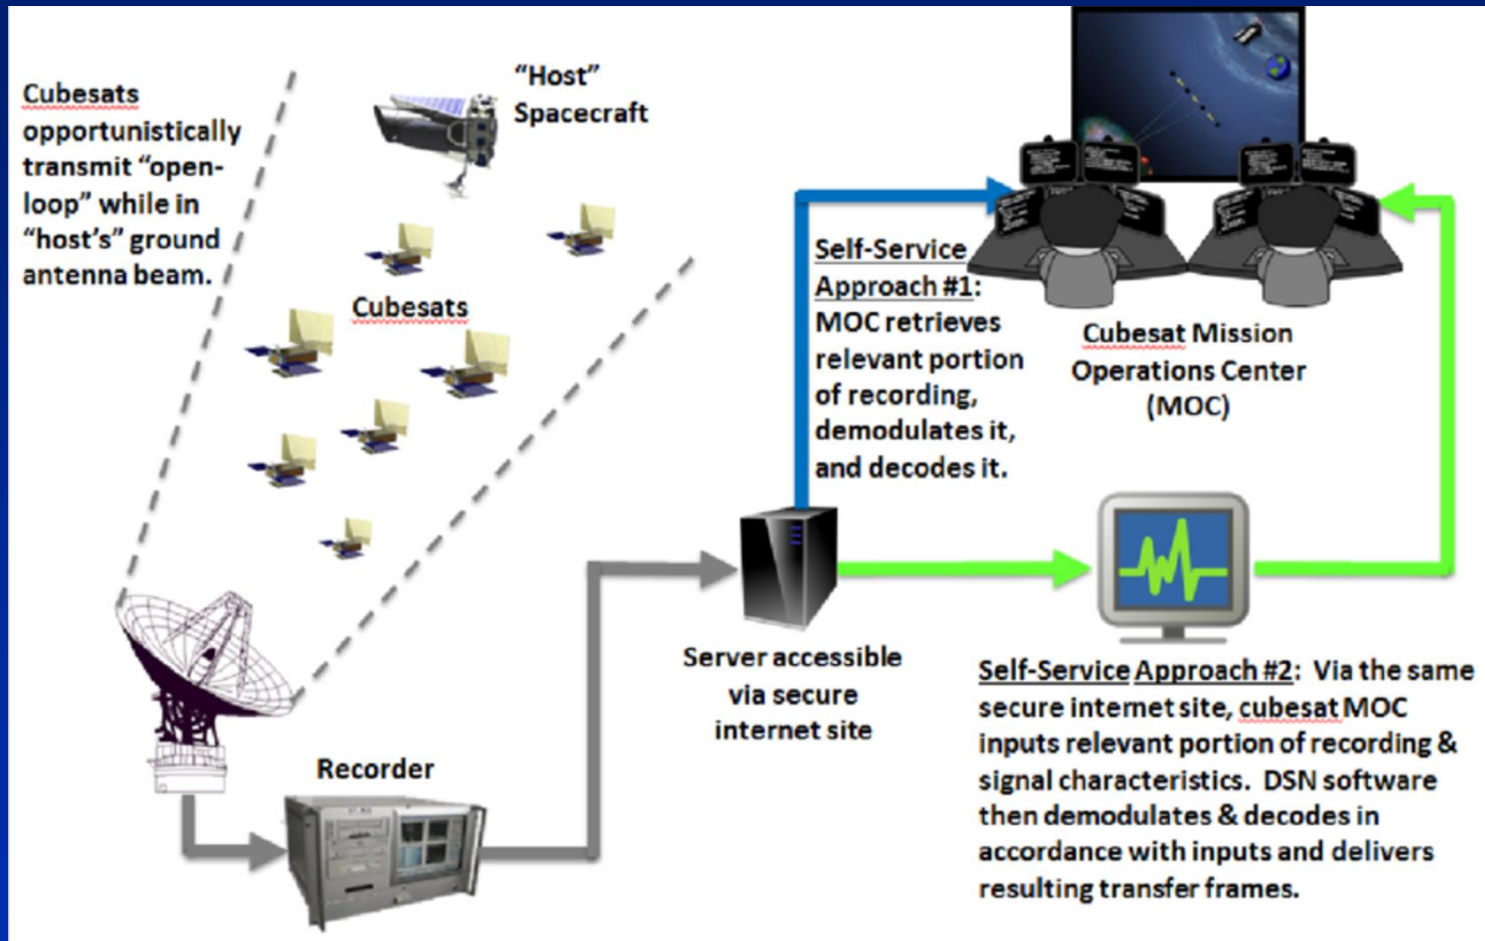 Cubesats
opportunistically
transmit “open-
loop” while in
“host’s” ground
antenna beam.
“Host”
Spacecraft
Cubesats
Self-Service
Approach #1:
MOC retrieves
relevant portion
of recording,
demodulates it,
and decodes it.
Cubesat Mission
Operations Center
(MOC)
Server accessible
via secure
internet site
Recorder
Self-Service Approach #2: Via the same
secure internet site, cubesat MOC
inputs relevant portion of recording &
signal characteristics. DSN software
then demodulates & decodes in
accordance with inputs and delivers
resulting transfer frames.